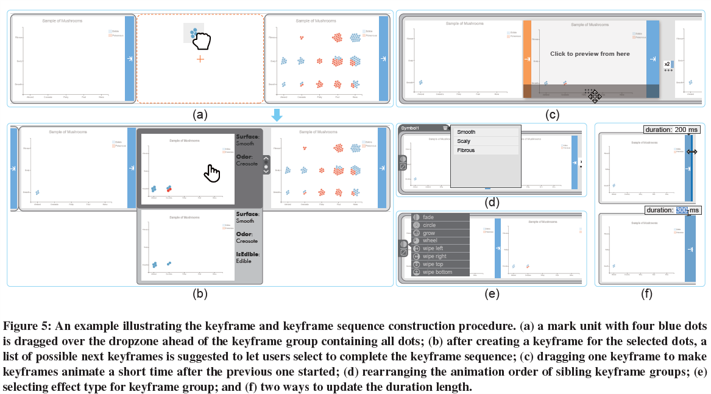 Sample of Mushrooms
Sample of Mushrooms
Sample of Mushrooms
Click to preview from here
x2
(a)
(c)
Sample of Mushrooms
Sample of Mushrooms
Sample of Mushrooms
Surface:
Smooth
Odor:
Creosote
Sample of Mushrooms
Surface:
Smooth
Odor:
Creosote
IsEdible:
Edible
(b)
Symbol1
Smooth
Scaly
Fibrous
(d)
fade
circle
grow
wheel
wipe left
wipe right
wipe top
wipe bottom
(e)
duration: 200 ms
duration: 300 ms
(f)
Figure 5: An example illustrating the keyframe and keyframe sequence construction procedure. (a) a mark unit with four blue dots
is dragged over the dropzone ahead of the keyframe group containing all dots; (b) after creating a keyframe for the selected dots, a
list of possible next keyframes is suggested to let users select to complete the keyframe sequence; (c) dragging one keyframe to make
keyframes animate a short time after the previous one started; (d) rearranging the animation order of sibling keyframe groups; (e)
selecting effect type for keyframe group; and (f) two ways to update the duration length.